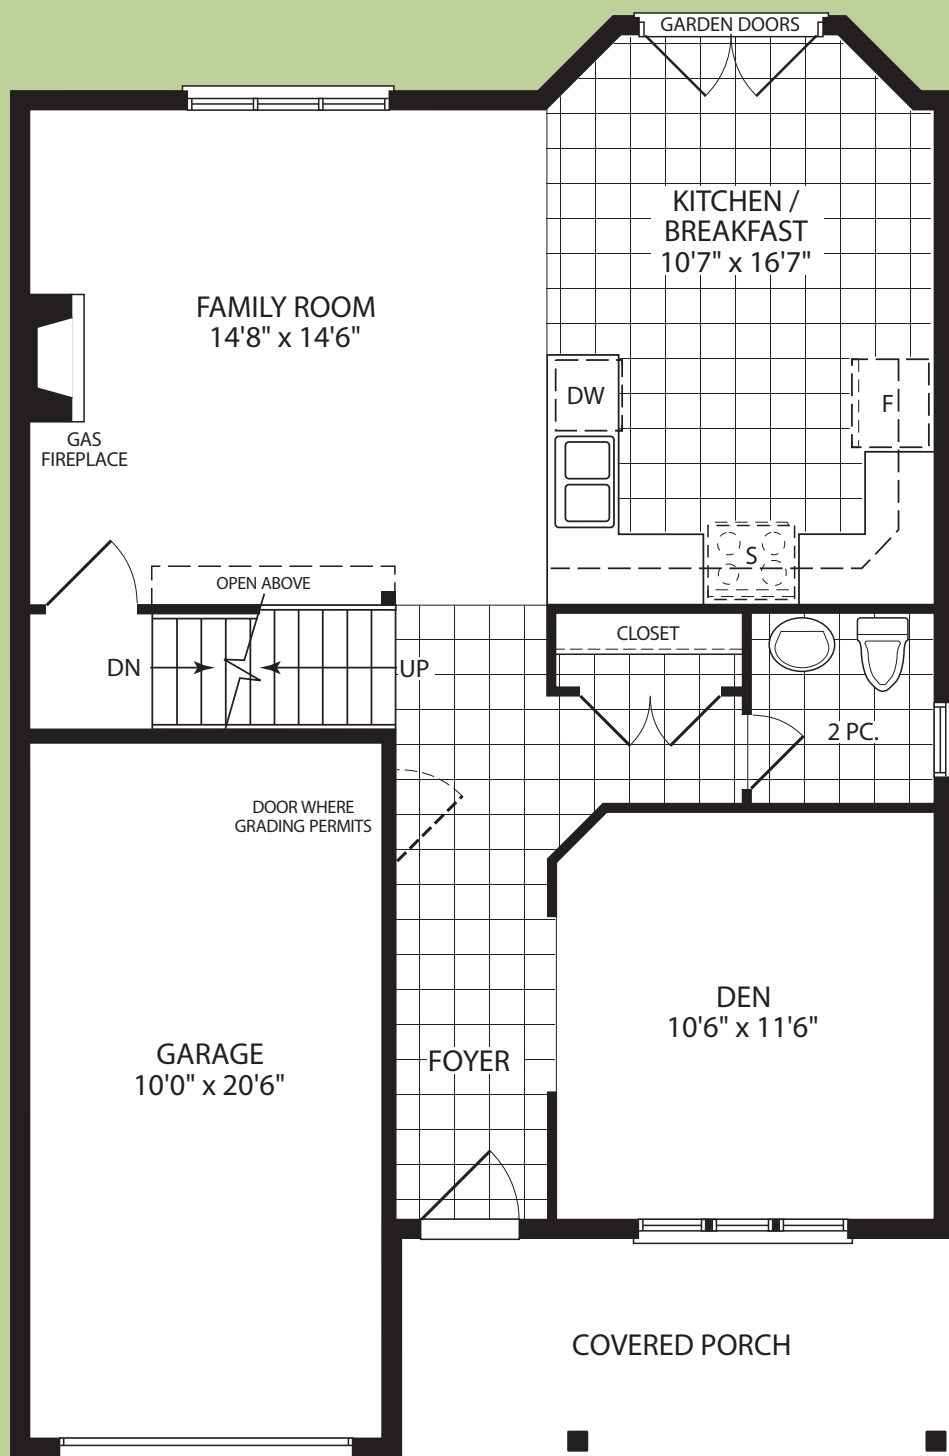 GARDEN DOORS
KITCHEN /
BREAKFAST
10'7" x 16'7"
FAMILY ROOM
14'8" x 14'6"
DW
F
GAS
FIREPLACE
S
OPEN ABOVE
CLOSET
DN
UP
2 PC.
DOOR WHERE
GRADING PERMITS
DEN
10'6" x 11'6"
GARAGE
10'0" x 20'6"
FOYER
COVERED PORCH